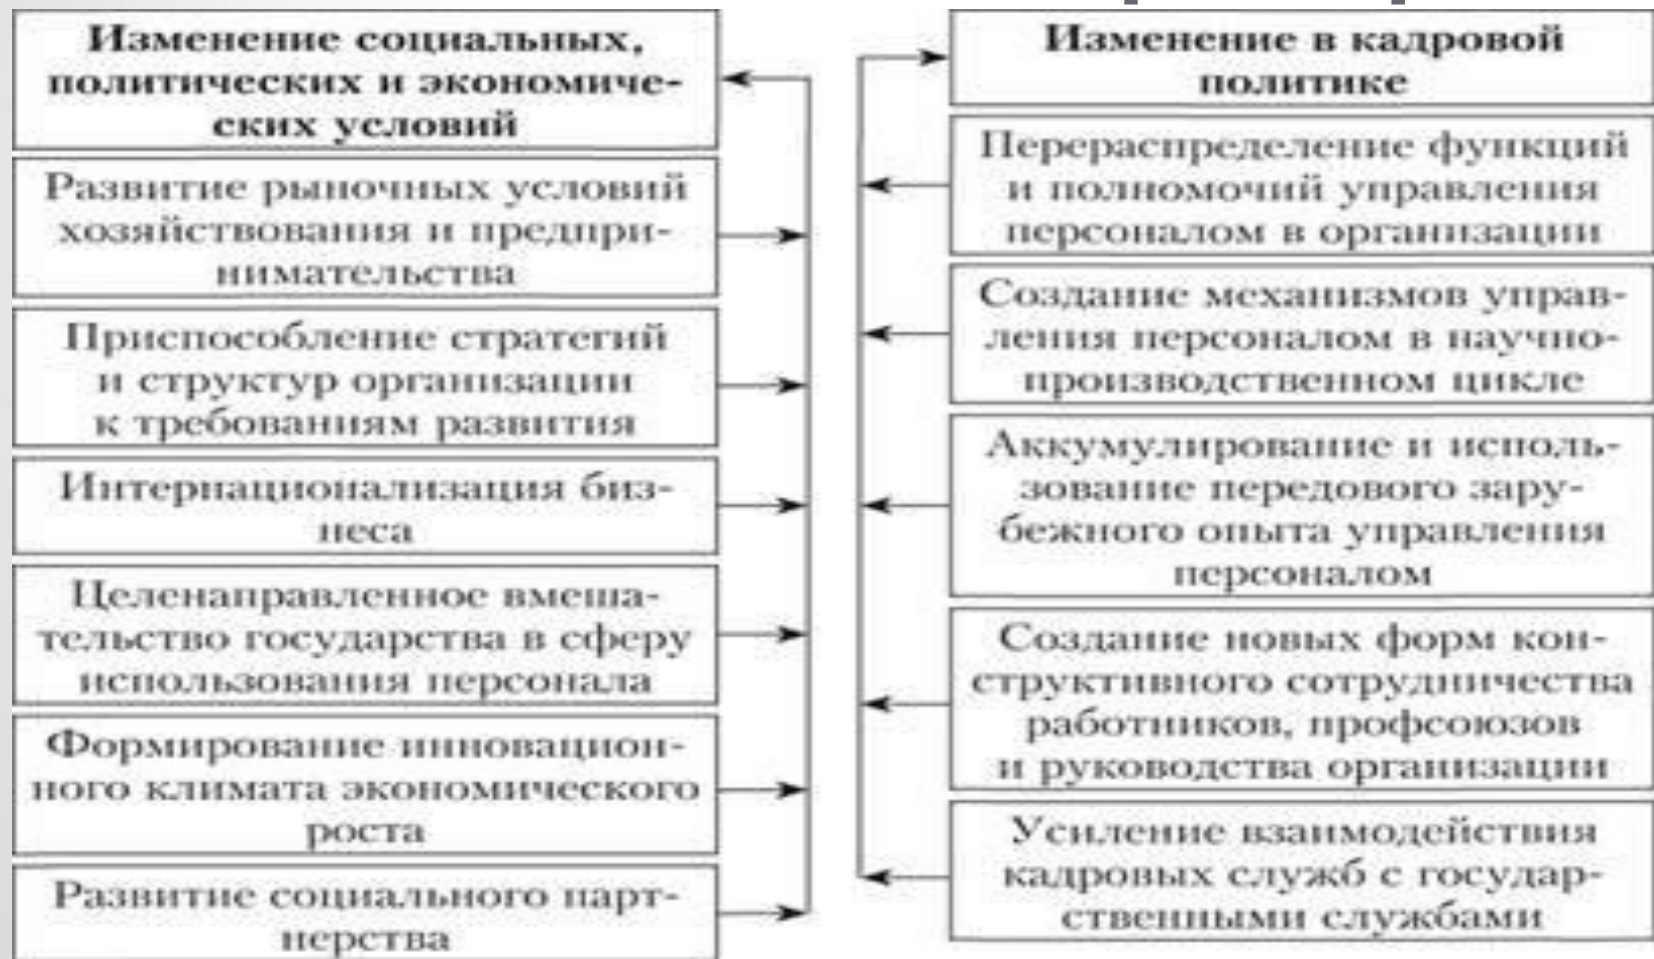 Изменение социальных,
политических и экономиче-
ских условий
Развитие рыночных условий
хозяйствования и предпри-
нимательства
Приспособление стратегий
и структур организации
к требованиям развития
Интернационализация биз-
неса
Целенаправленное вмеша-
тельство государства в сферу
использования персонала
Формирование инновацион-
ного климата экономического
роста
Развитие социального парт-
нерства
Изменение в кадровой
политике
Перераспределение функций
и полномочий управления
персоналом в организации
Создание механизмов управ-
ления персоналом в научно-
производственном цикле
Аккумулирование и исполь-
зование передового зару-
бежного опыта управления
персоналом
Создание новых форм кон-
структивного сотрудничества
работников, профсоюзов
и руководства организации
Усиление взаимодействия
кадровых служб с государ-
ственными службами